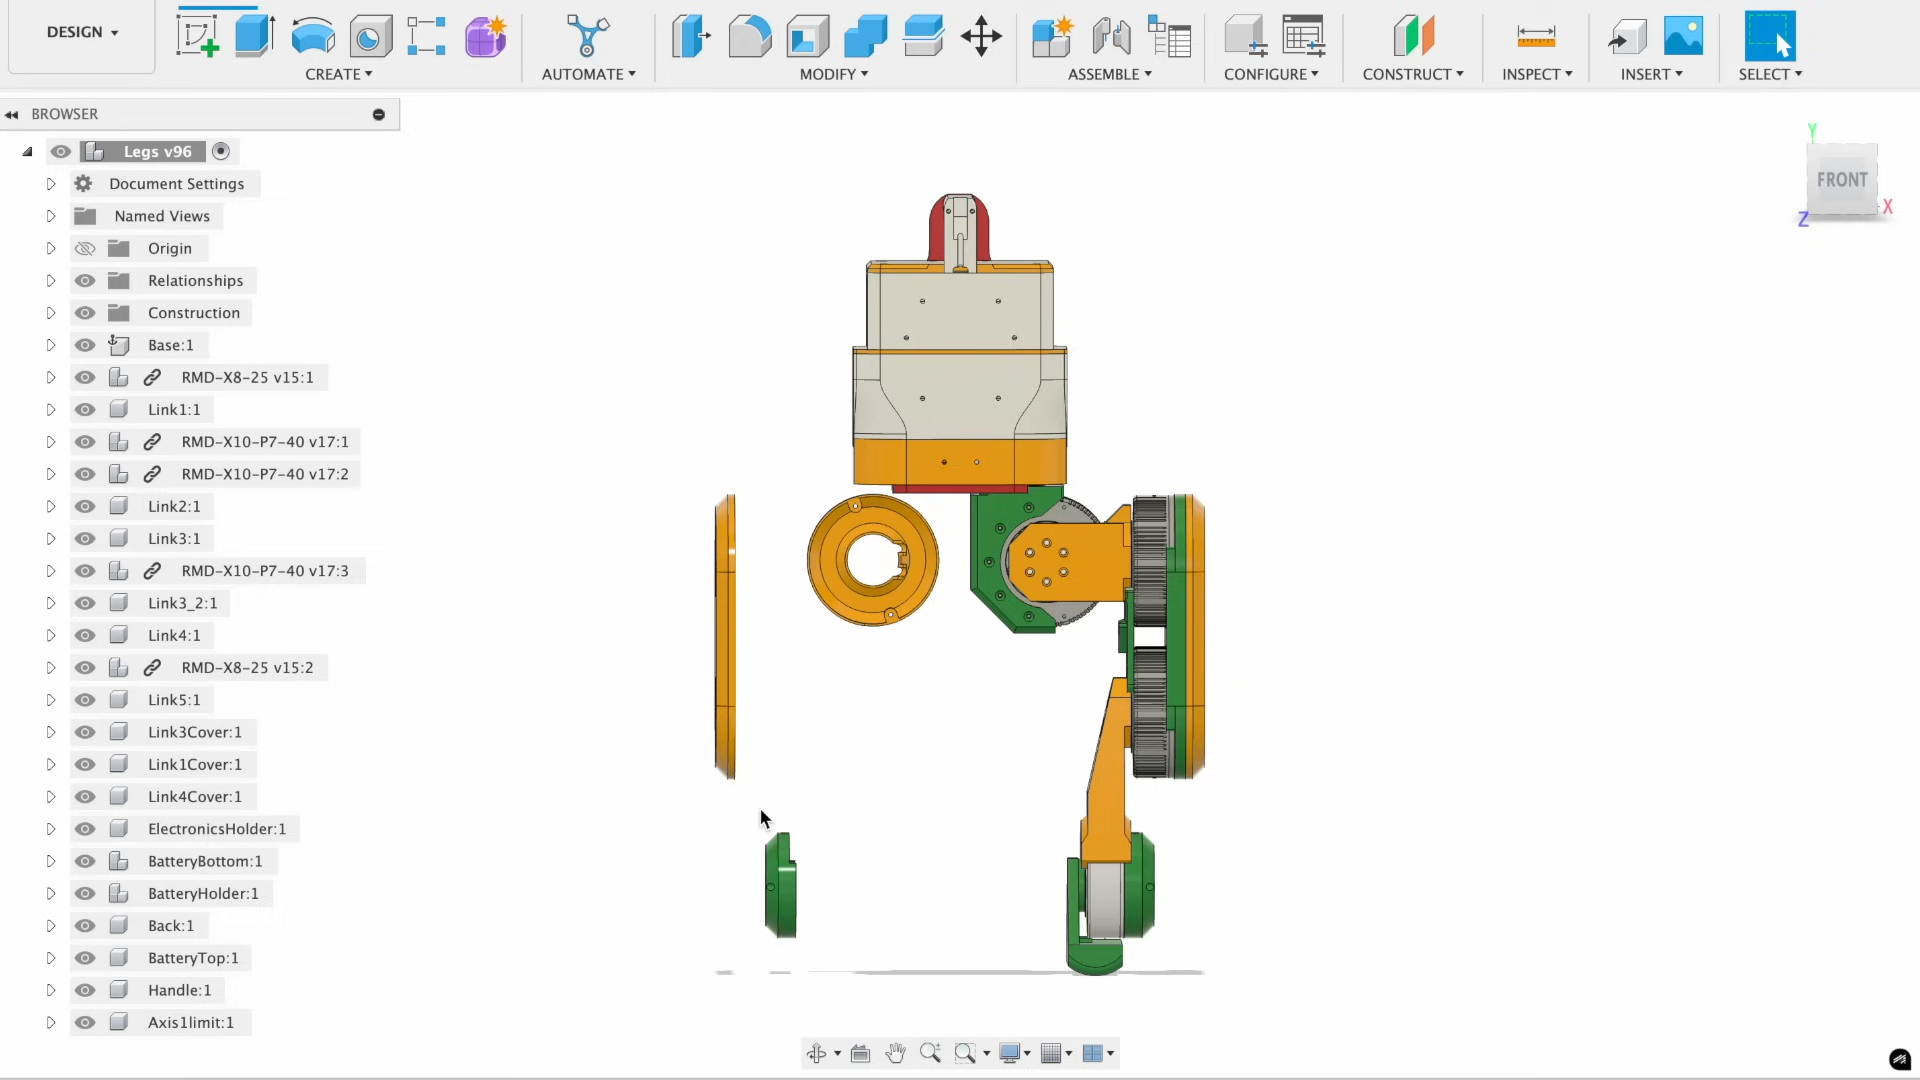 DESIGN
CREATE
AUTOMATE
MODIFY
ASSEMBLE
CONFIGURE
CONSTRUCT
INSPECT
INSERT
SELECT
BROWSER
Legs v96
Document Settings
Named Views
Origin
Relationships
Construction
Base:1
RMD-X8-25 v15:1
Link1:1
RMD-X10-P7-40 v17:1
RMD-X10-P7-40 v17:2
Link2:1
Link3:1
RMD-X10-P7-40 v17:3
Link3_2:1
Link4:1
RMD-X8-25 v15:2
Link5:1
Link3Cover:1
Link1Cover:1
Link4Cover:1
ElectronicsHolder:1
BatteryBottom:1
BatteryHolder:1
Back:1
BatteryTop:1
Handle:1
Axis1limit:1
Y
FRONT
X
Z